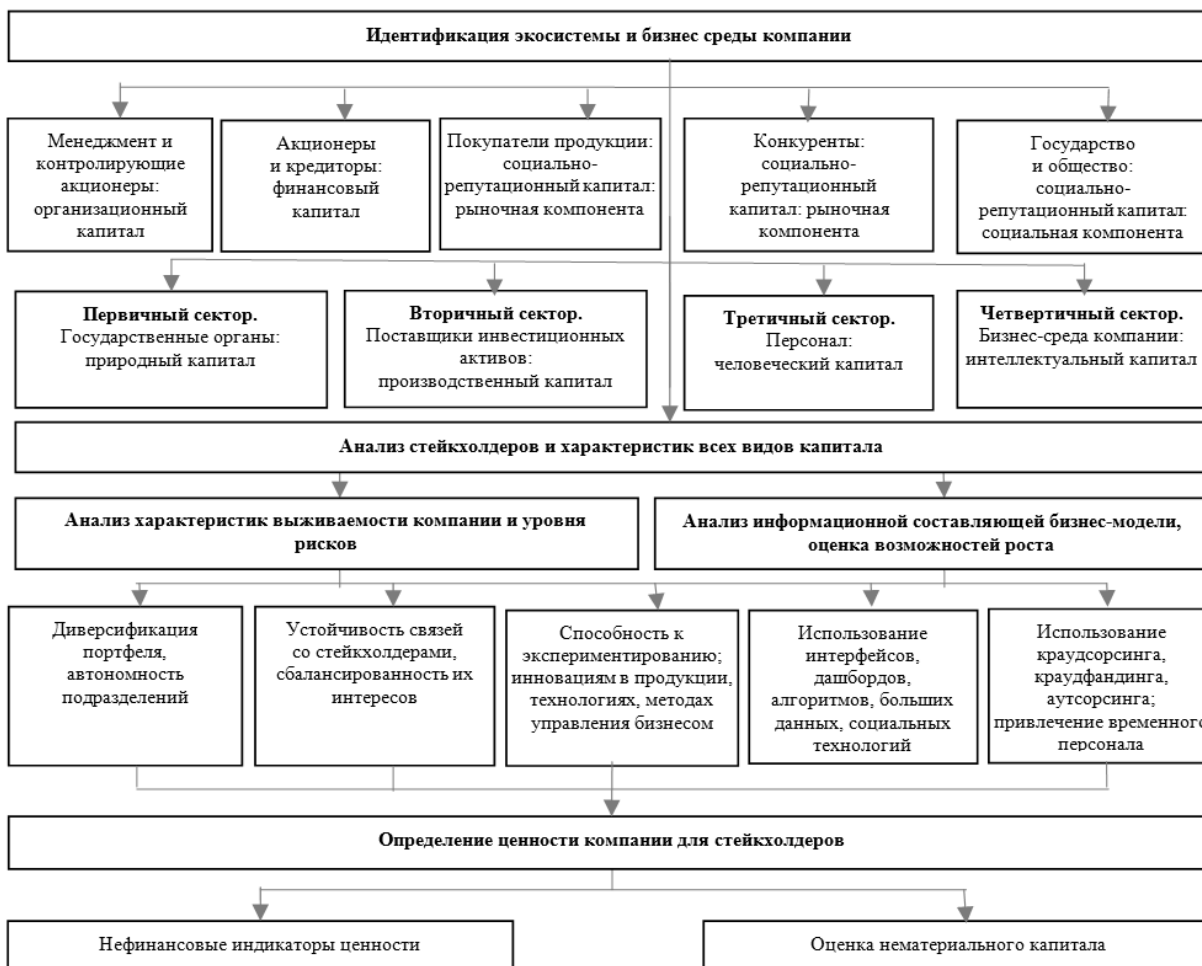 Идентификация экосистемы и бизнес среды компании
Менеджмент и
контролирующие
акционеры:
организационный
капитал
Акционеры
и кредиторы:
финансовый
капитал
Покупатели продукции:
социально-
репутационный капитал:
рыночная компонента
Конкуренты:
социально-
репутационный
капитал: рыночная
компонента
Государство
и общество:
социально-
репутационный капитал:
социальная компонента
Первичный сектор.
Государственные органы:
природный капитал
Вторичный сектор.
Поставщики инвестиционных
активов:
производственный капитал
Третичный сектор.
Персонал:
человеческий капитал
Четвертичный сектор.
Бизнес-среда компании:
интеллектуальный капитал
Анализ стейкхолдеров и характеристик всех видов капитала
Анализ характеристик выживаемости компании и уровня
рисков
Анализ информационной составляющей бизнес-модели,
оценка возможностей роста
Диверсификация
портфеля,
автономность
подразделений
Устойчивость связей
со стейкхолдерами,
сбалансированность их
интересов
Способность к
экспериментированию;
инновациям в продукции,
технологиях, методах
управления бизнесом
Использование
интерфейсов,
дашбордов,
алгоритмов, больших
данных, социальных
технологий
Использование
краудсорсинга,
краудфандинга,
аутсорсинга;
привлечение временного
персонала
Определение ценности компании для стейкхолдеров
Нефинансовые индикаторы ценности
Оценка нематериального капитала